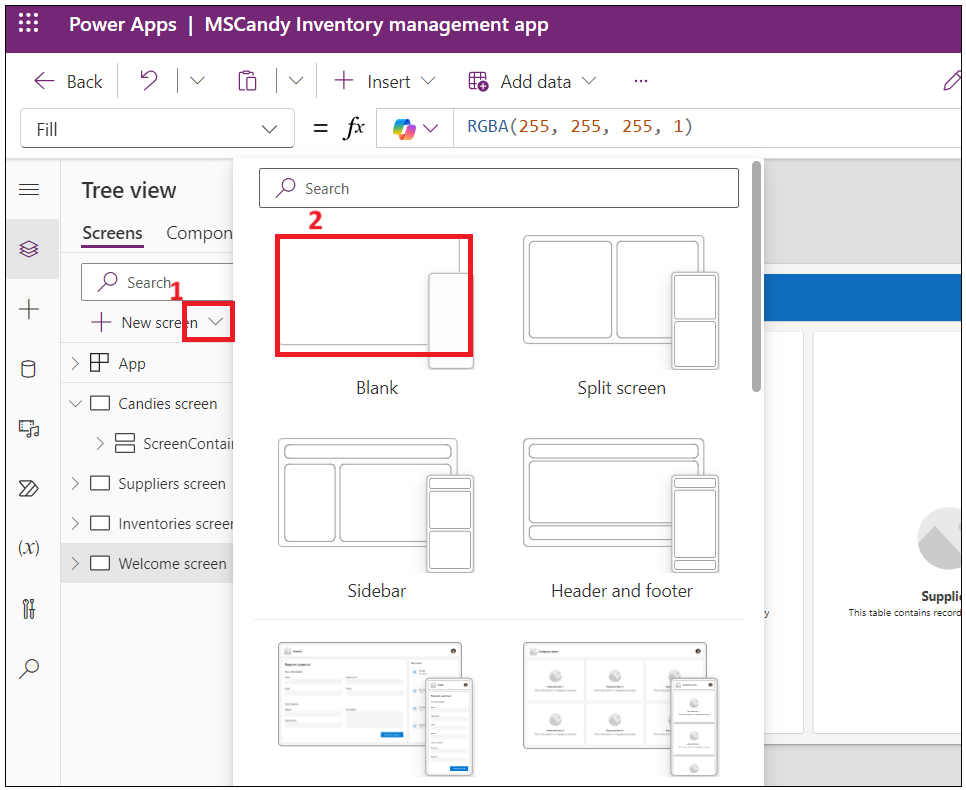 Power Apps | MSCandy Inventory management app
Back
Insert
Add data
...
Fill
= fx
RGBA(255, 255, 255, 1)
Tree view
Screens
Compon
Search
1
New screen
App
Candies screen
ScreenContai
Suppliers screen
Inventories screen
Welcome screen
(x)
Search
2
Blank
Split screen
Sidebar
Header and footer
Supplie
This table contains record
y